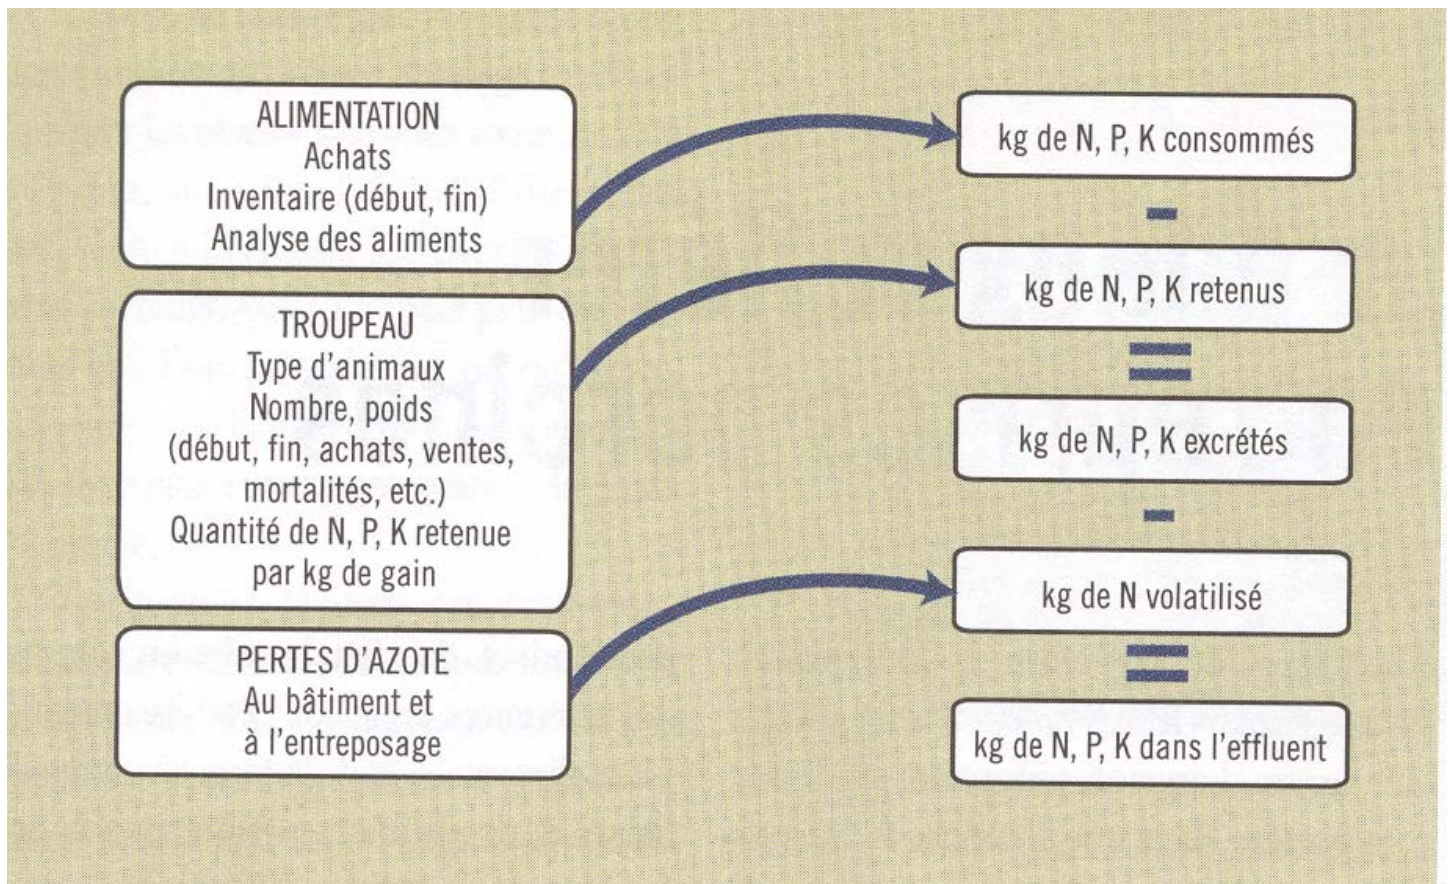 ALIMENTATION
Achats
Inventaire (début, fin)
Analyse des aliments
TROUPEAU
Type d'animaux
Nombre, poids
(début, fin, achats, ventes,
mortalités, etc.)
Quantité de N, P, K retenue
par kg de gain
PERTES D'AZOTE
Au bâtiment et
à l'entreposage
kg de N, P, K consommés
-
kg de N, P, K retenus
=
kg de N, P, K excrétés
-
kg de N volatilisé
=
kg de N, P, K dans l'effluent